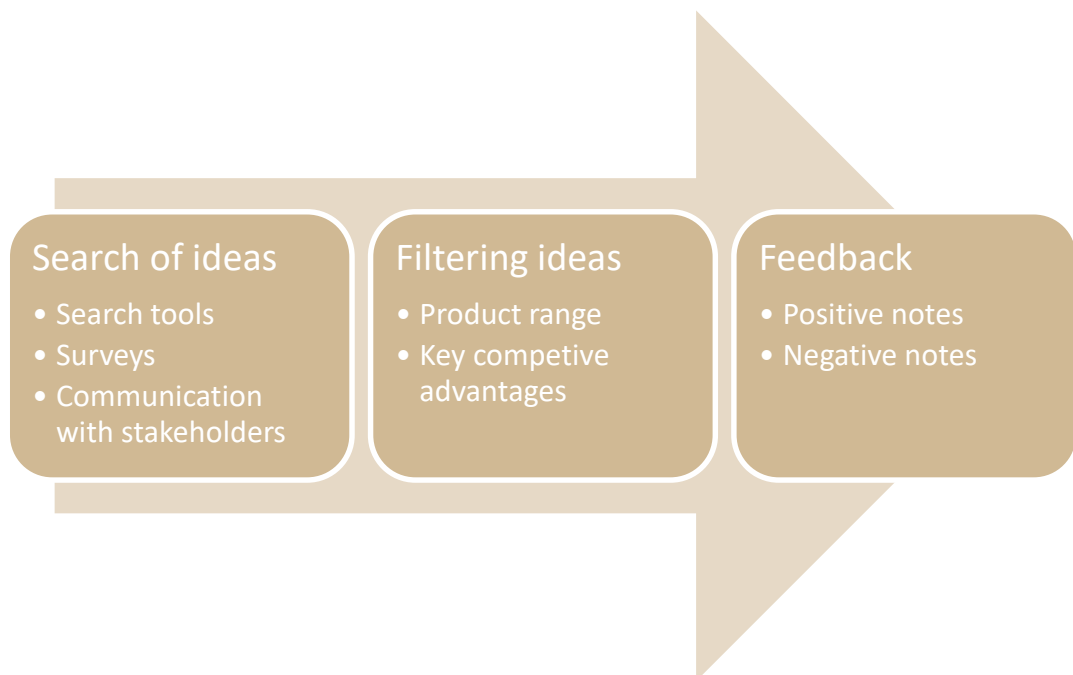 Search of ideas
• Search tools
• Surveys
• Communication
with stakeholders
Filtering ideas
• Product range
• Key competive
advantages
Feedback
• Positive notes
• Negative notes